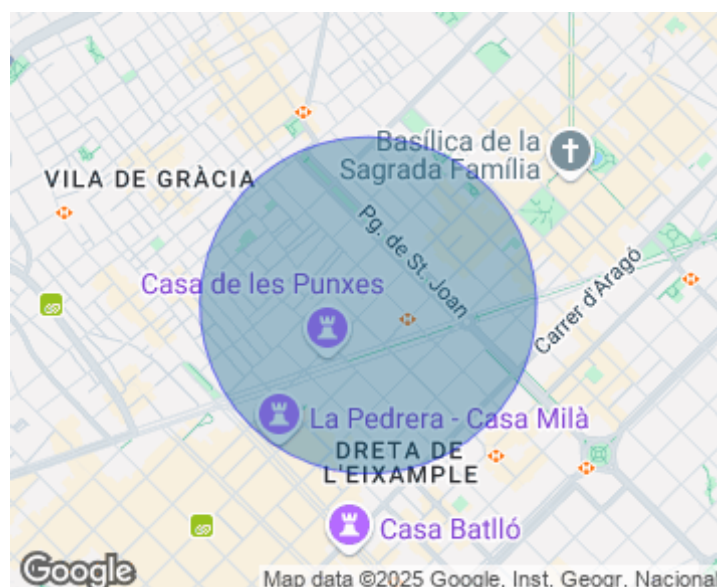 Basílica de la
Sagrada Família
VILA DE GRÀCIA
Pg. de St. Joan
Casa de les Punxes
Carrer d'Aragó
La Pedrera - Casa Milà
DRETA DE
L'EIXAMPLE
Casa Batlló
Google
Map data ©2025 Google, Inst. Geogr. Nacional